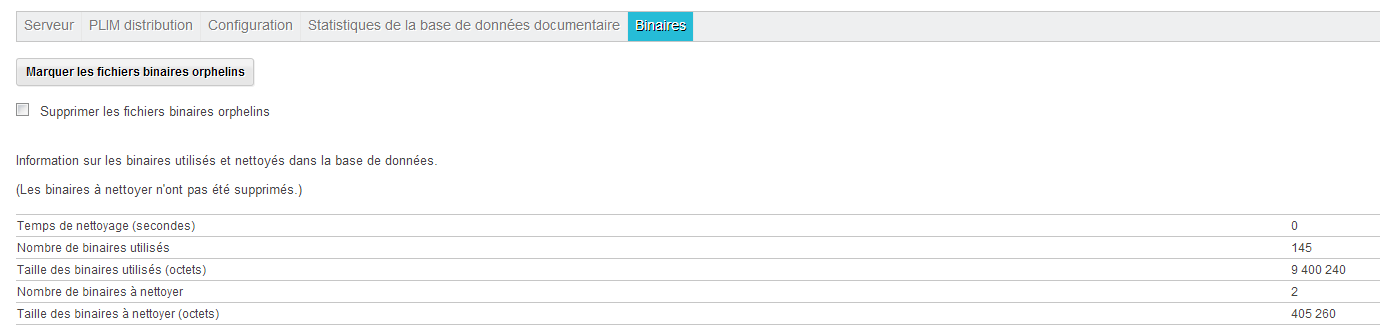 Serveur PLIM distribution Configuration Statistiques de la base de données documentaire Binaires
Marquer les fichiers binaires orphelins
Supprimer les fichiers binaires orphelins
Information sur les binaires utilisés et nettoyés dans la base de données.
(Les binaires à nettoyer n'ont pas été supprimés.)
Temps de nettoyage (secondes) 0
Nombre de binaires utilisés 145
Taille des binaires utilisés (octets) 9 400 240
Nombre de binaires à nettoyer 2
Taille des binaires à nettoyer (octets) 405 260